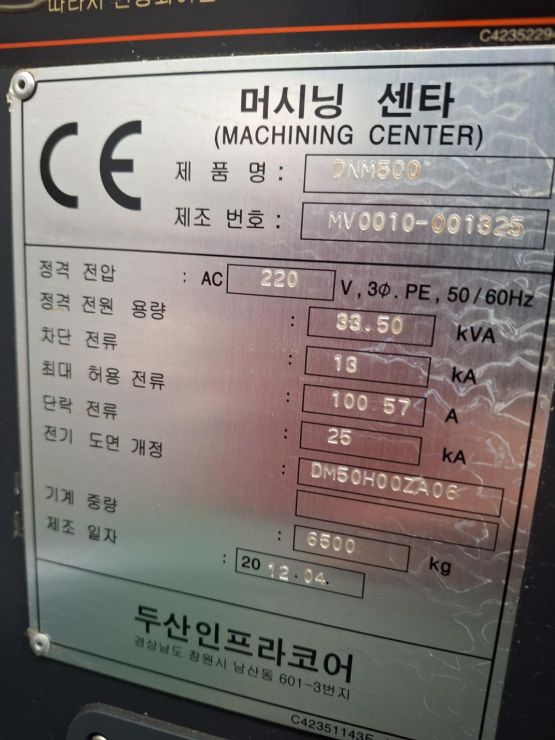 C4235229
머시닝 센타
(MACHINING CENTER)
CE
제 품 명 : DNM500
제조 번호 : MV0010-001325
정격 전압 : AC 220 V, 3Φ. PE, 50/60Hz
정격 전원 용량 : 33.50 kVA
차단 전류 : 13 kA
최대 허용 전류 : 100.57 A
단락 전류 : 25 kA
전기 도면 개정 : DM50H00ZA06
기계 중량 : 6500 kg
제조 일자 : 20 12.04.
두산인프라코어
경상남도 창원시 남산동 601-3번지
C42351143E